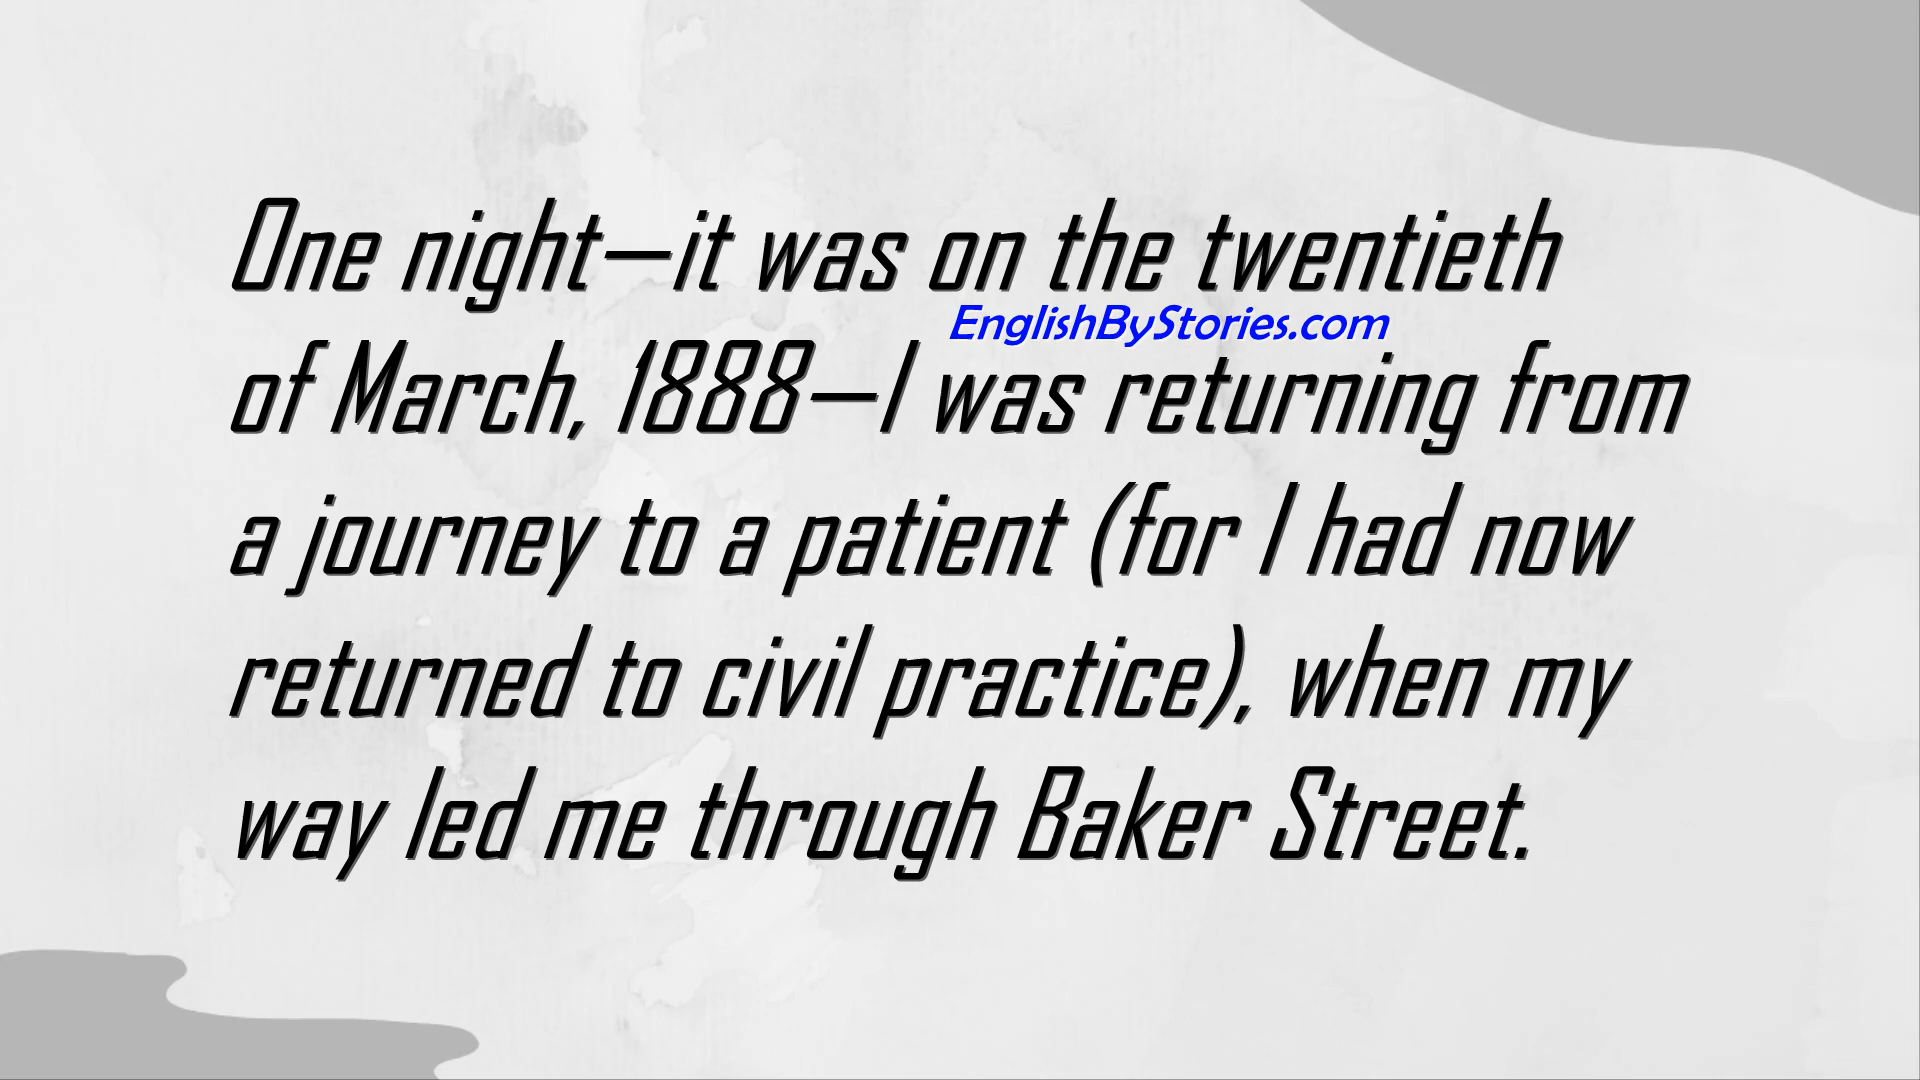 One night—it was on the twentieth
EnglishByStories.com
of March, 1888—I was returning from
a journey to a patient (for I had now
returned to civil practice), when my
way led me through Baker Street.